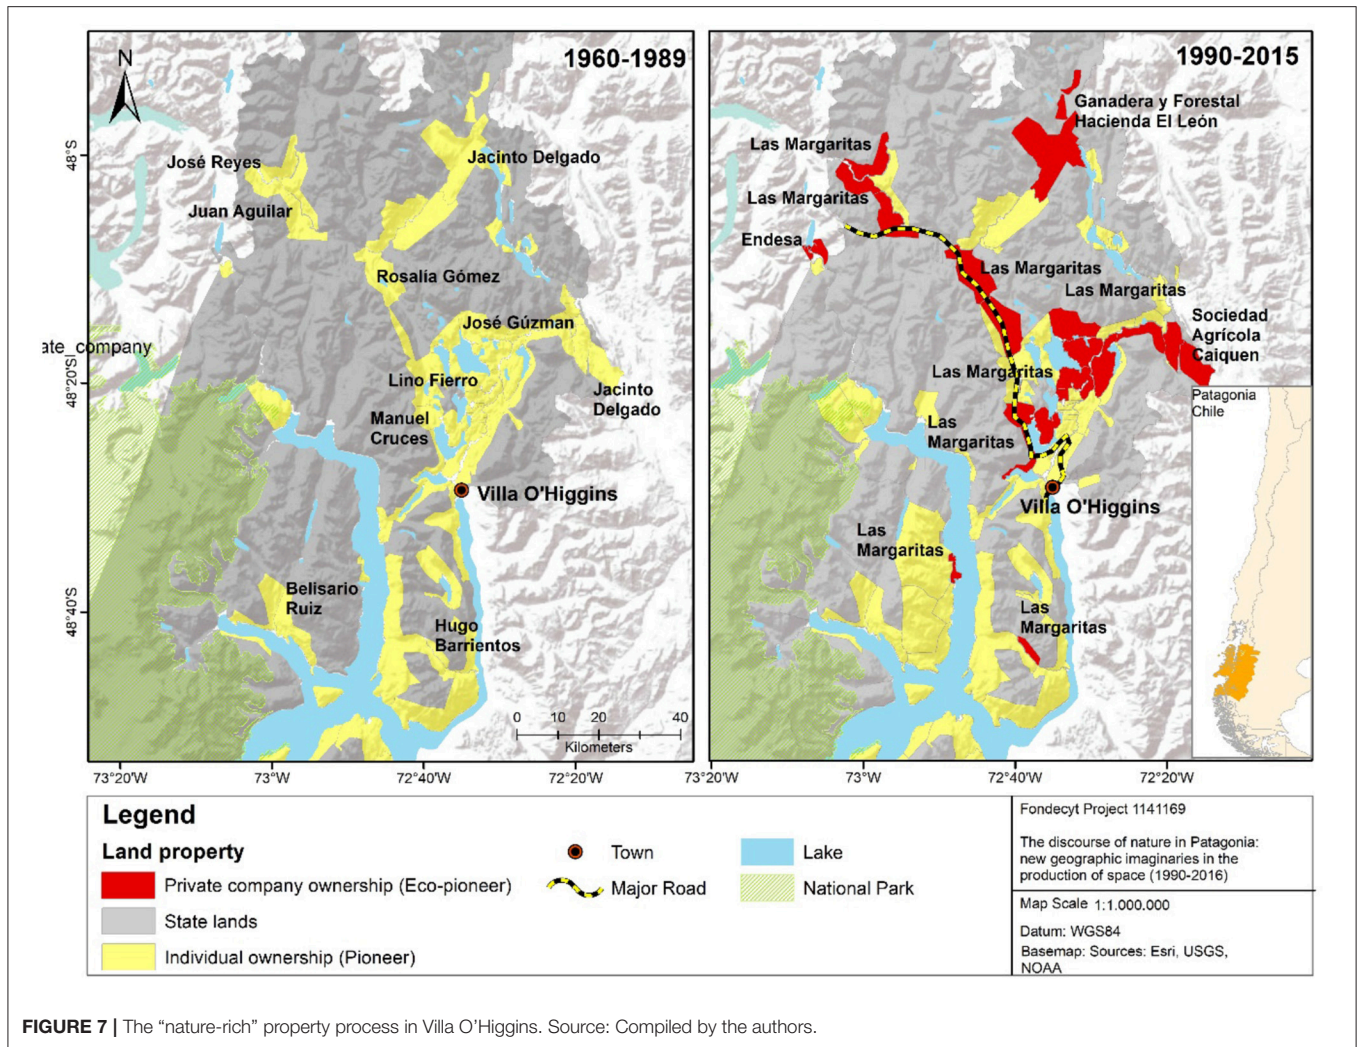 1960-1989
N
José Reyes
Juan Aguilar
Jacinto Delgado
Rosalía Gómez
José Gúzman
ate_company
Lino Fierro
Jacinto
Delgado
Manuel
Cruces
Villa O'Higgins
Belisario
Ruiz
Hugo
Barrientos
0 10 20 40
Kilometers
48°S
48°20'S
48°40'S
73°20'W 73°W 72°40'W 72°20'W
1990-2015
Ganadera y Forestal
Hacienda El León
Las Margaritas
Las Margaritas
Endesa
Las Margaritas
Las Margaritas
Sociedad
Agrícola
Caiquen
Las Margaritas
Las
Margaritas
Patagonia
Chile
Villa O'Higgins
Las
Margaritas
Las
Margaritas
73°20'W 73°W 72°40'W 72°20'W
Legend
Land property
Private company ownership (Eco-pioneer)
State lands
Individual ownership (Pioneer)
Town
Major Road
Lake
National Park
Fondecyt Project 1141169
The discourse of nature in Patagonia:
new geographic imaginaries in the
production of space (1990-2016)
Map Scale 1:1.000.000
Datum: WGS84
Basemap: Sources: Esri, USGS,
NOAA
FIGURE 7 | The “nature-rich” property process in Villa O’Higgins. Source: Compiled by the authors.